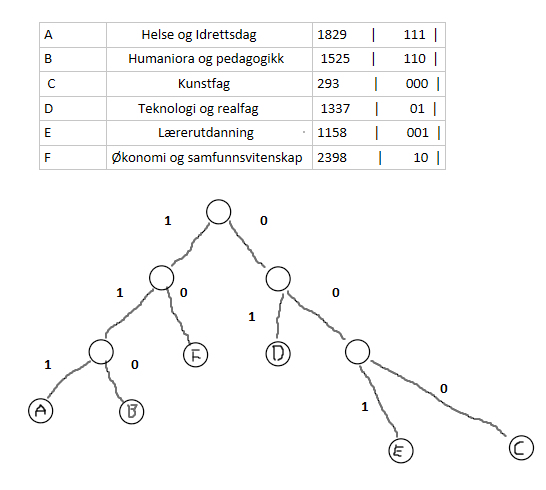 A Helse og Idrettsdag 1829 | 111 |
B Humaniora og pedagogikk 1525 | 110 |
C Kunstfag 293 | 000 |
D Teknologi og realfag 1337 | 01 |
E Lærerutdanning 1158 | 001 |
F Økonomi og samfunnsvitenskap 2398 | 10 |
1 0
1 0 1 0
1 0 F D
A B 1 0
E C